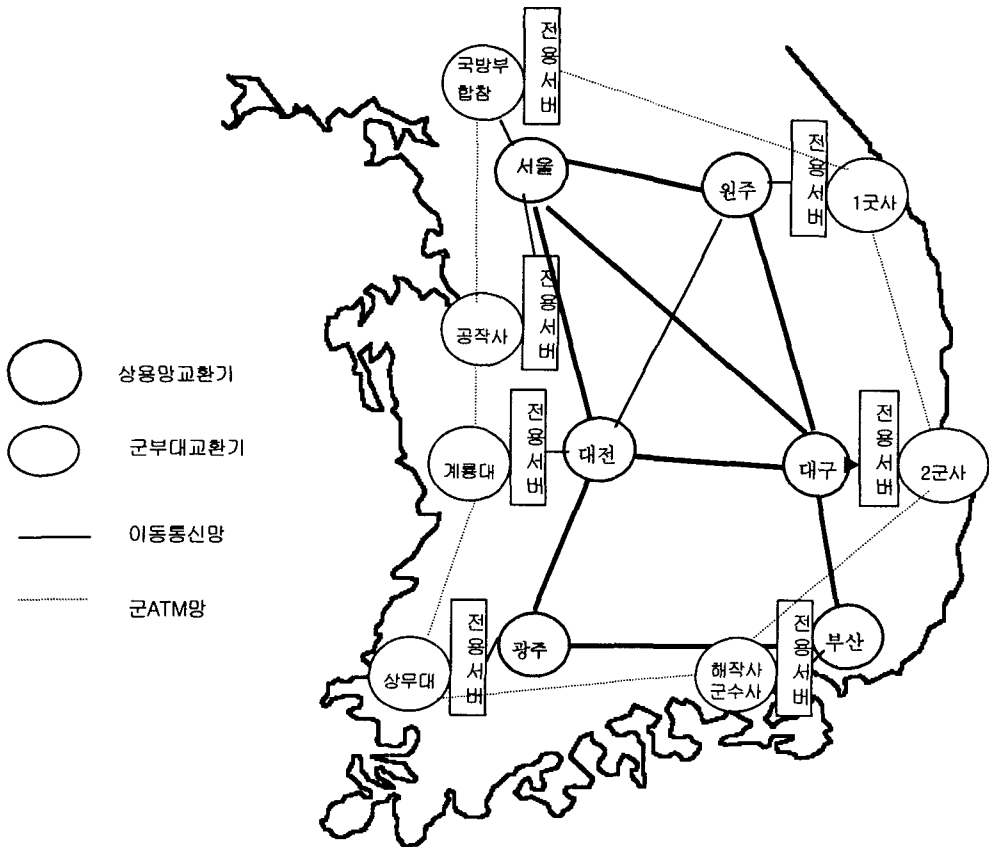 국방부
합참
전용서버
서울
원주
전용서버
1굿사
공작사
전용서버
상용망교환기
군부대교환기
계룡대
전용서버
대전
대구
전용서버
2군사
이동통신망
군ATM망
상무대
전용서버
광주
해작사
군수사
전용서버
부산